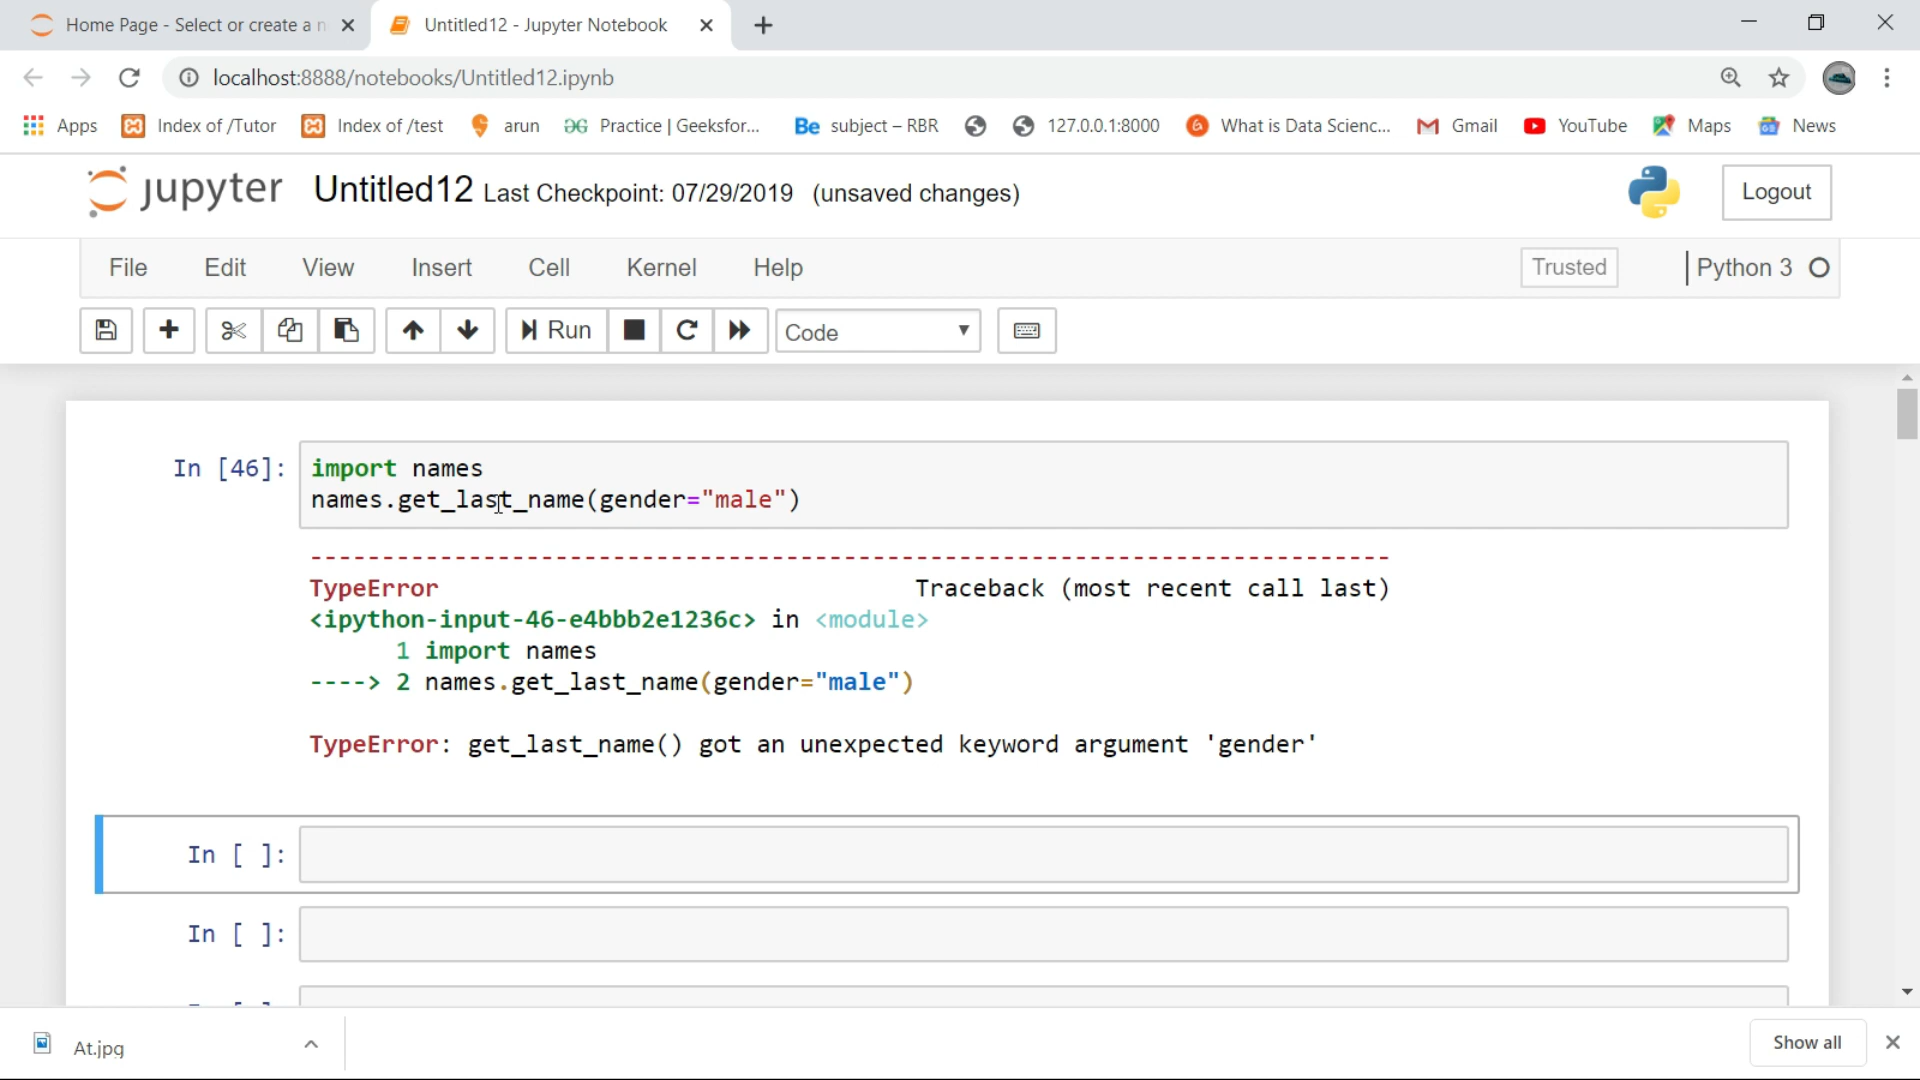 Home Page - Select or create a n
Untitled12 - Jupyter Notebook
localhost:8888/notebooks/Untitled12.ipynb
Apps
Index of /Tutor
Index of /test
arun
Practice | Geeksfor...
Be subject – RBR
127.0.0.1:8000
What is Data Scienc...
Gmail
YouTube
Maps
News
jupyter Untitled12 Last Checkpoint: 07/29/2019 (unsaved changes)
Logout
File Edit View Insert Cell Kernel Help
Trusted
Python 3
Run
Code
In [46]: import names
names.get_last_name(gender="male")
---------------------------------------------------------------------------
TypeError Traceback (most recent call last)
<ipython-input-46-e4bbb2e1236c> in <module>
1 import names
----> 2 names.get_last_name(gender="male")
TypeError: get_last_name() got an unexpected keyword argument 'gender'
In [ ]:
In [ ]:
At.jpg
Show all